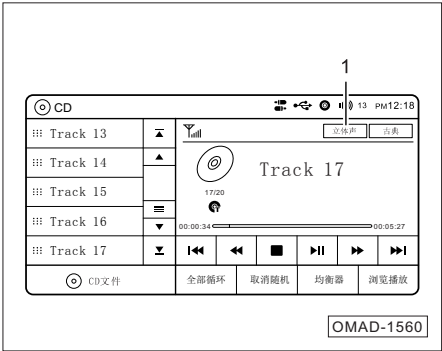 1
CD 13 PM12:18
Track 13
Track 14
Track 15
Track 16
Track 17
立体声 古典
Track 17
17/20
00:00:34 00:05:27
CD文件 全部循环 取消随机 均衡器 浏览播放
OMAD-1560